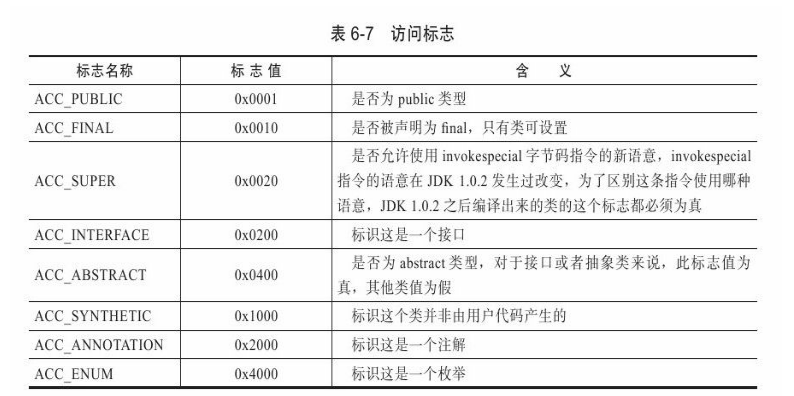 表 6-7 访问标志
标志名称 标 志 值 含 义
ACC_PUBLIC 0x0001 是否为 public 类型
ACC_FINAL 0x0010 是否被声明为 final，只有类可设置
是否允许使用 invokespecial 字节码指令的新语意，invokespecial
ACC_SUPER 0x0020 指令的语意在 JDK 1.0.2 发生过改变，为了区别这条指令使用哪种
语意，JDK 1.0.2 之后编译出来的类的这个标志都必须为真
ACC_INTERFACE 0x0200 标识这是一个接口
是否为 abstract 类型，对于接口或者抽象类来说，此标志值为
ACC_ABSTRACT 0x0400
真，其他类值为假
ACC_SYNTHETIC 0x1000 标识这个类并非由用户代码产生的
ACC_ANNOTATION 0x2000 标识这是一个注解
ACC_ENUM 0x4000 标识这是一个枚举